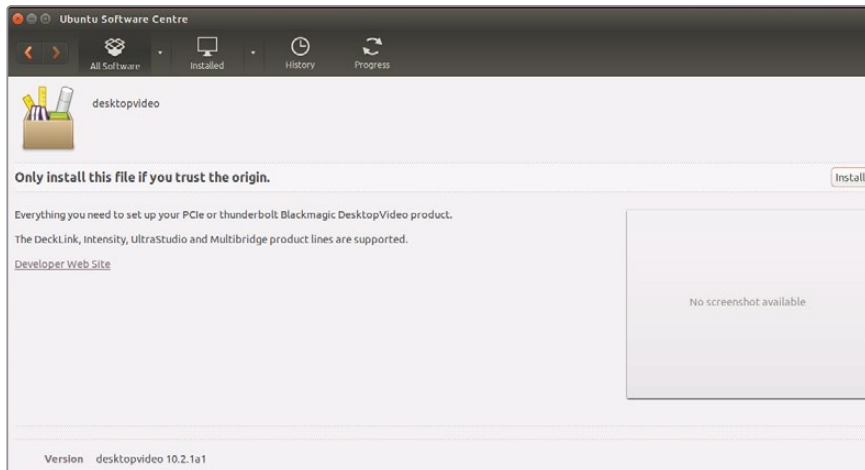 Ubuntu Software Centre
All Software
Installed
History
Progress
desktopvideo
Only install this file if you trust the origin.
Install
Everything you need to set up your PCIe or thunderbolt Blackmagic DesktopVideo product.
The DeckLink, Intensity, UltraStudio and Multibridge product lines are supported.
Developer Web Site
No screenshot available
Version desktopvideo 10.2.1a1